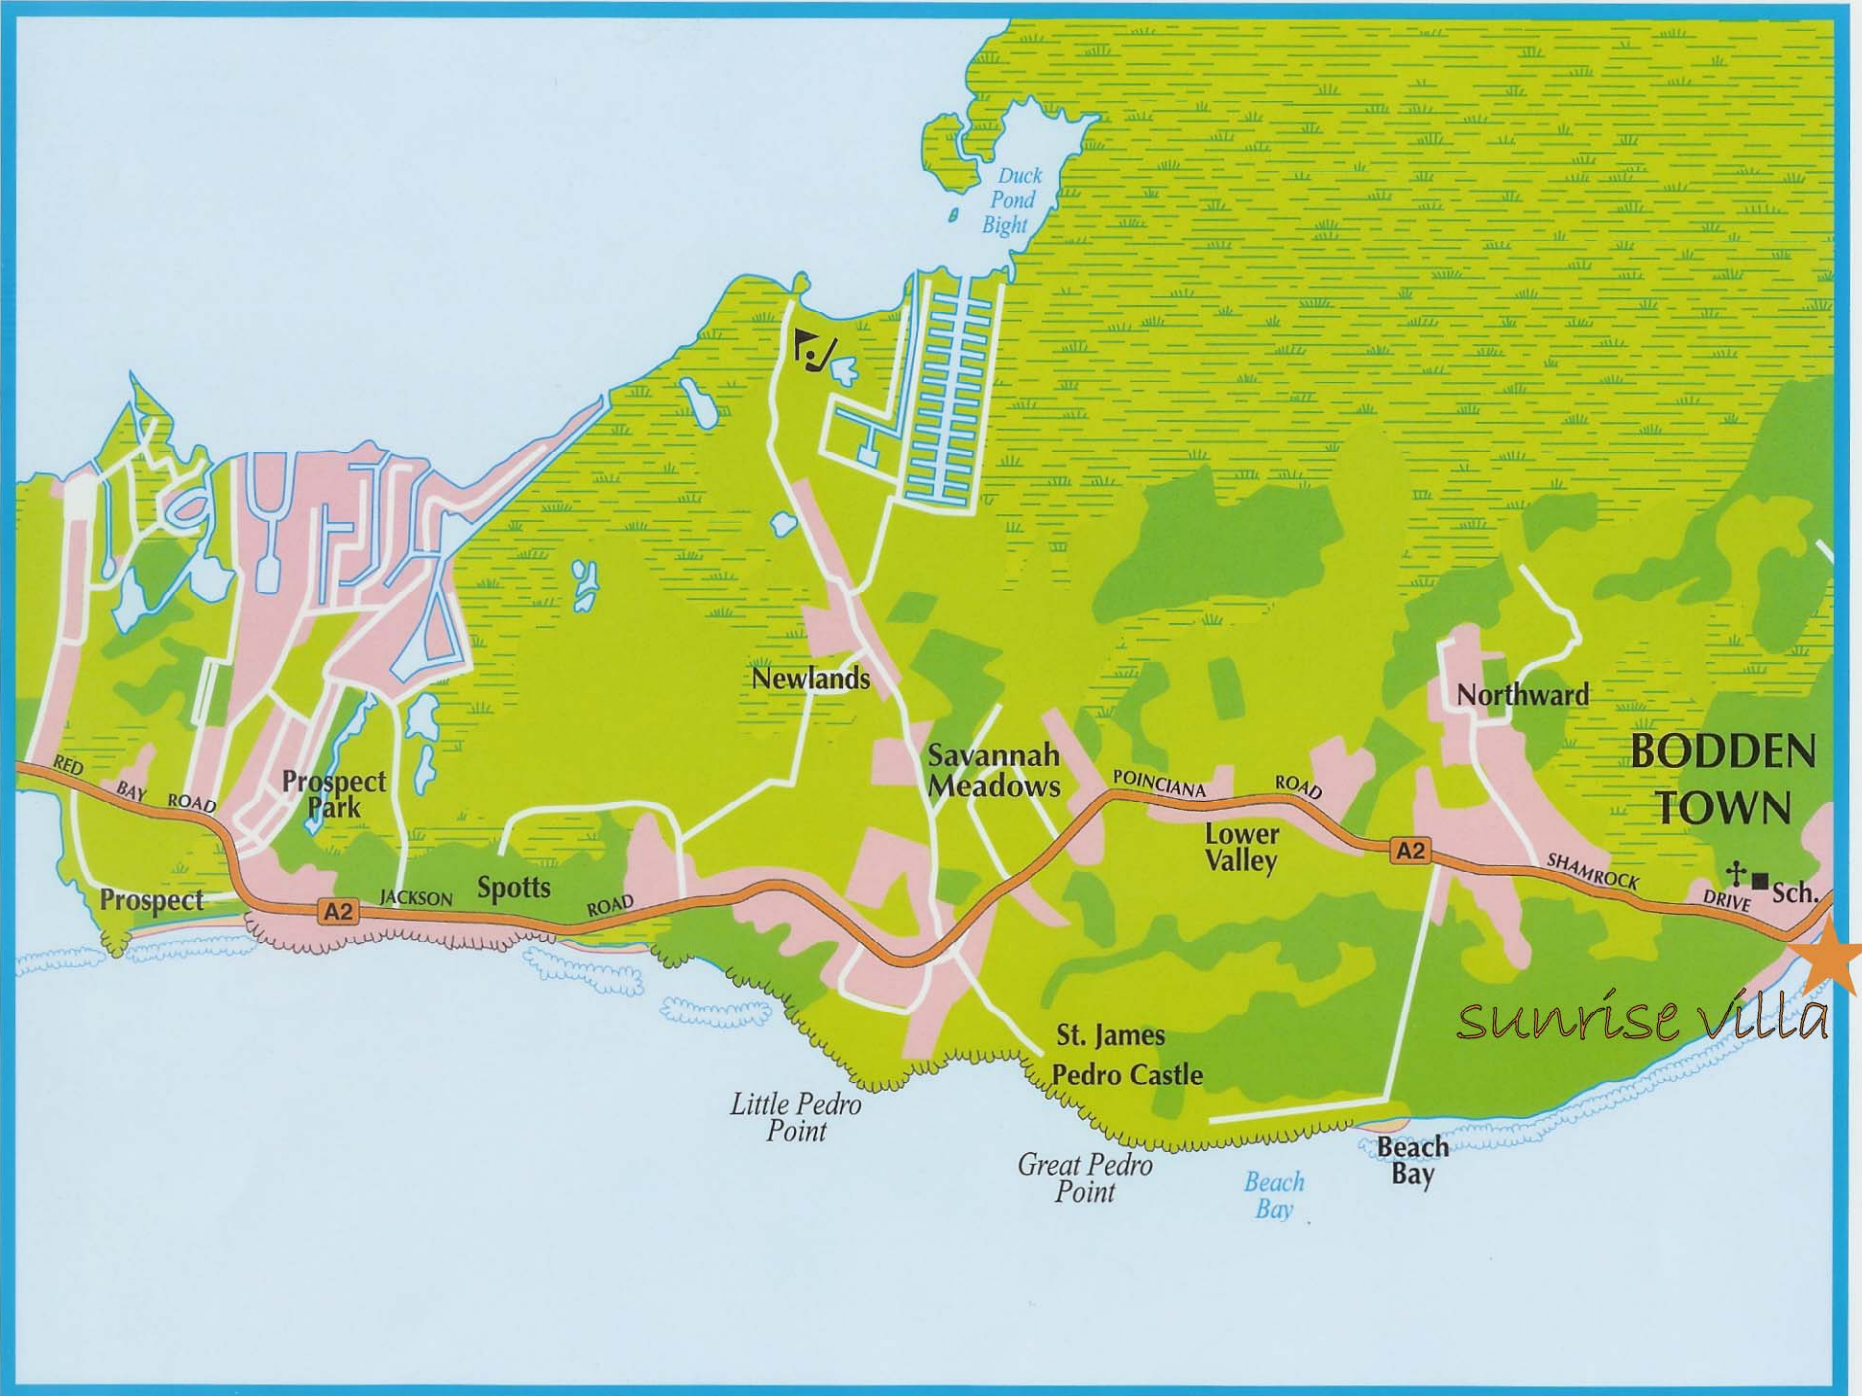 Duck
Pond
Bight
Newlands
Northward
BODDEN
TOWN
Savannah
Meadows
RED
BAY
ROAD
Prospect
Park
POINCIANA
ROAD
Lower
Valley
A2
SHAMROCK
DRIVE
Sch.
Prospect
A2
JACKSON
Spotts
ROAD
sunrise villa
St. James
Pedro Castle
Little Pedro
Point
Great Pedro
Point
Beach
Bay
Beach
Bay